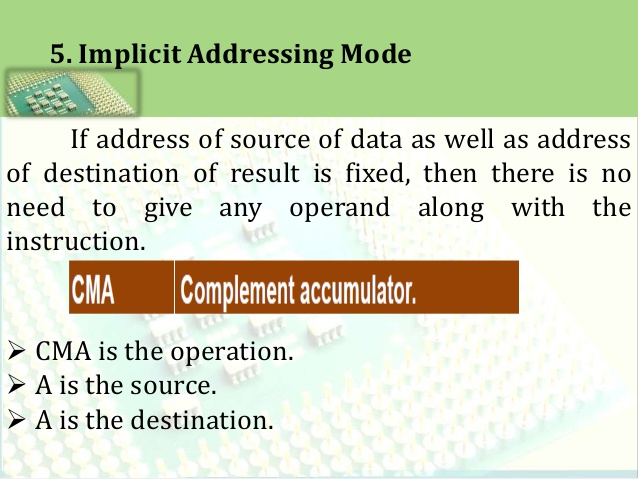 5. Implicit Addressing Mode
If address of source of data as well as address
of destination of result is fixed, then there is no
need to give any operand along with the
instruction.
CMA Complement accumulator.
➢ CMA is the operation.
➢ A is the source.
➢ A is the destination.